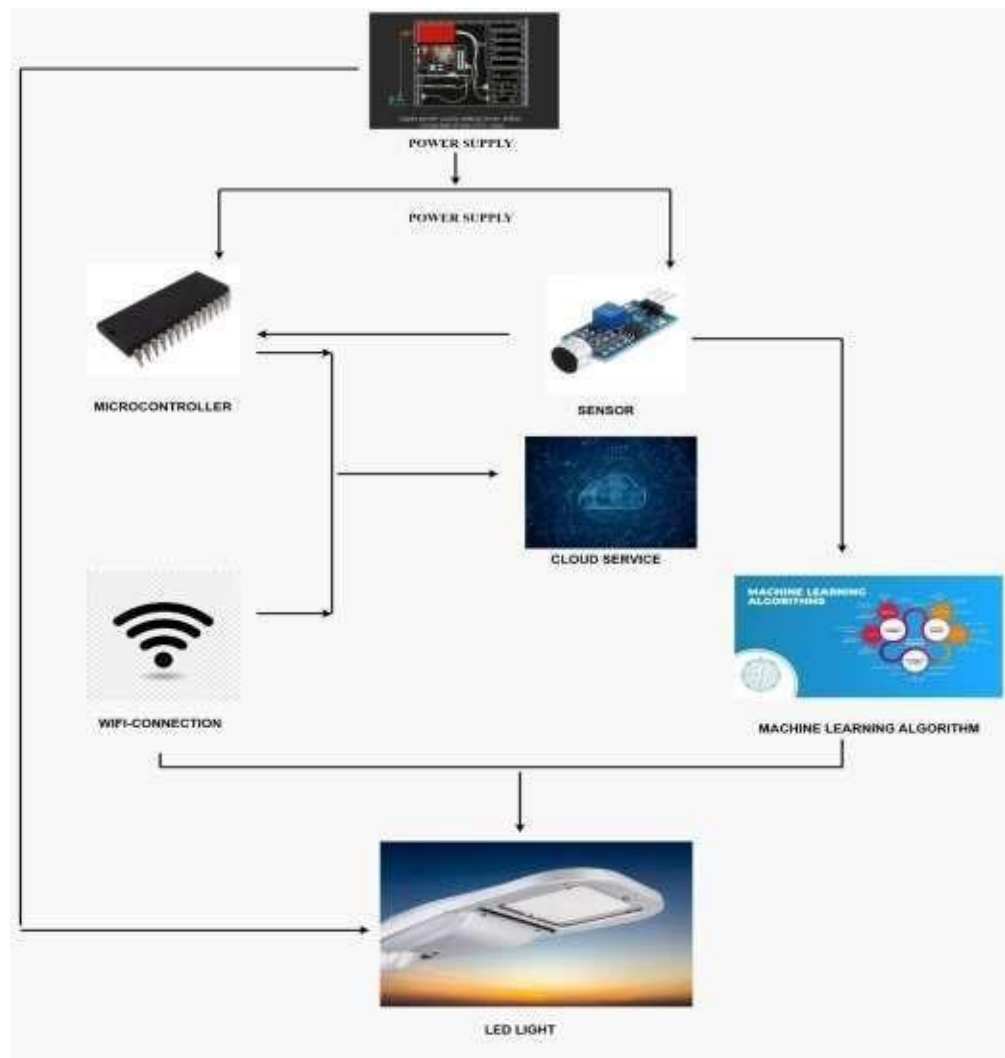 POWER SUPPLY
POWER SUPPLY
MICROCONTROLLER
SENSOR
CLOUD SERVICE
MACHINE LEARNING
ALGORITHMS
WIFI-CONNECTION
MACHINE LEARNING ALGORITHM
LED LIGHT